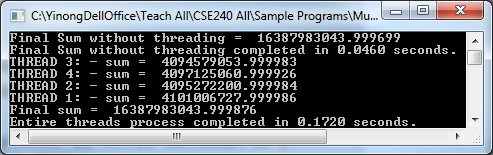 C:\YinongDellOffice\Teach All\CSE240 All\Sample Programs\Mu...
Final Sum without threading =  16387983043.999699
Final Sum without threading completed in 0.0460 seconds.
THREAD 3: - sum =  4094579053.999983
THREAD 4: - sum =  4097125060.999926
THREAD 2: - sum =  4095272200.999984
THREAD 1: - sum =  4101006727.999986
Final sum =  16387983043.999876
Entire threads process completed in 0.1720 seconds.